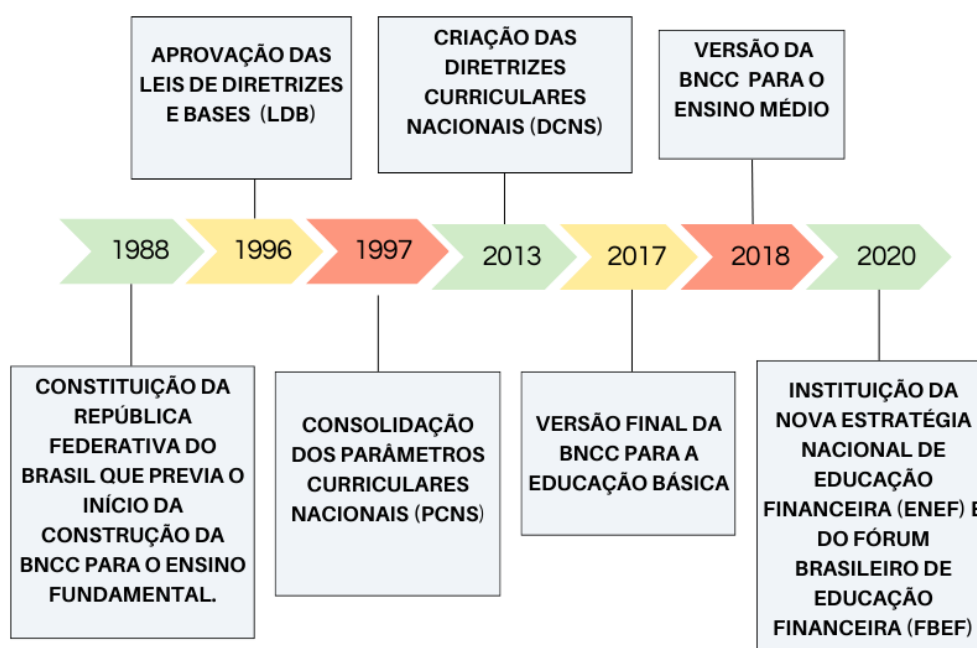 APROVAÇÃO DAS
LEIS DE DIRETRIZES
E BASES (LDB)
CRIAÇÃO DAS
DIRETRIZES
CURRICULARES
NACIONAIS (DCNS)
VERSÃO DA
BNCC PARA O
ENSINO MÉDIO
1988
1996
1997
2013
2017
2018
2020
CONSTITUIÇÃO DA
REPÚBLICA
FEDERATIVA DO
BRASIL QUE PREVIA O
INÍCIO DA
CONSTRUÇÃO DA
BNCC PARA O ENSINO
FUNDAMENTAL.
CONSOLIDAÇÃO
DOS PARÂMETROS
CURRICULARES
NACIONAIS (PCNS)
VERSÃO FINAL DA
BNCC PARA A
EDUCAÇÃO BÁSICA
INSTITUIÇÃO DA
NOVA ESTRATÉGIA
NACIONAL DE
EDUCAÇÃO
FINANCEIRA (ENEF) E
DO FÓRUM
BRASILEIRO DE
EDUCAÇÃO
FINANCEIRA (FBEF)